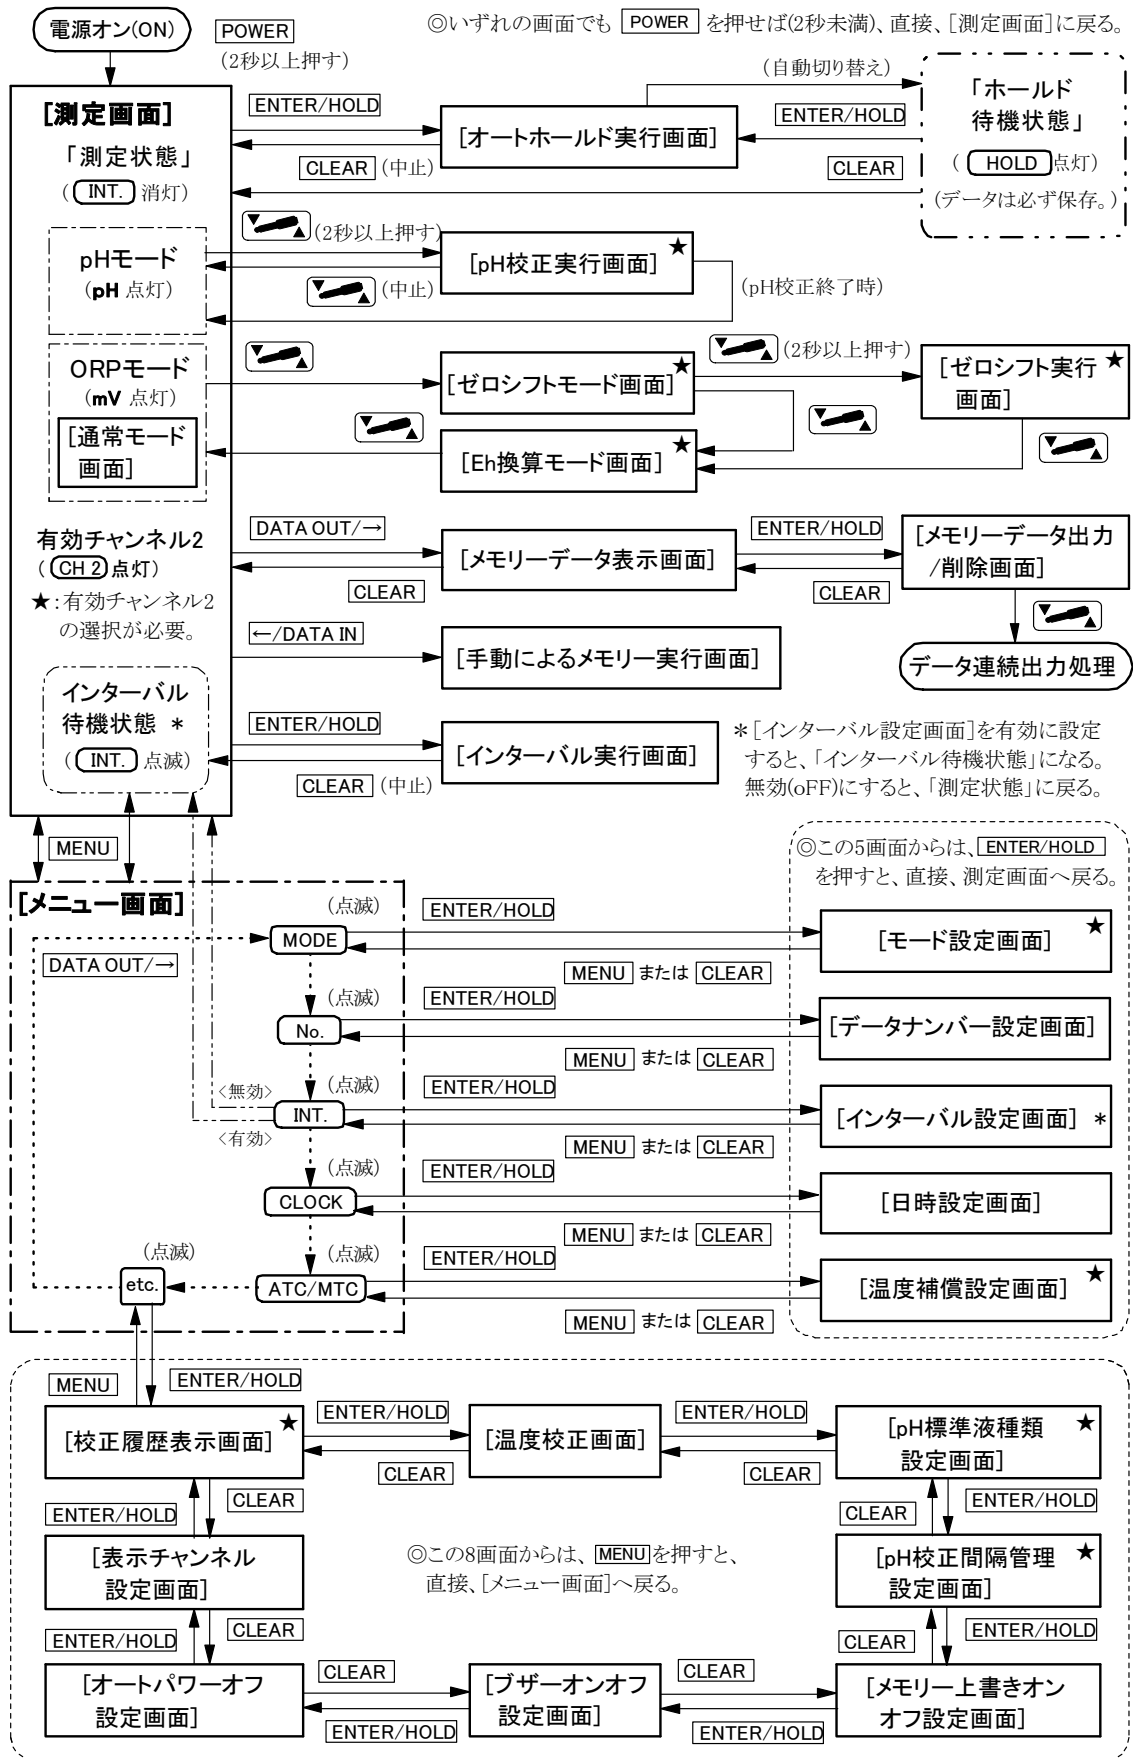 電源オン(ON)
POWER
(2秒以上押す)
◎いずれの画面でも POWER を押せば(2秒未満)、直接、[測定画面]に戻る。
[測定画面]
「測定状態」
( INT. 消灯)
ENTER/HOLD
CLEAR (中止)
[オートホールド実行画面]
(自動切り替え)
ENTER/HOLD
CLEAR
「ホールド
待機状態」
( HOLD 点灯)
(データは必ず保存。)
pHモード
(pH 点灯)
(2秒以上押す)
(中止)
[pH校正実行画面]★
(pH校正終了時)
ORPモード
(mV 点灯)
[通常モード
画面]
[ゼロシフトモード画面]★
(2秒以上押す)
[ゼロシフト実行★
画面]
[Eh換算モード画面]★
有効チャンネル2
(CH 2 点灯)
★:有効チャンネル2
の選択が必要。
DATA OUT/→
CLEAR
[メモリーデータ表示画面]
ENTER/HOLD
CLEAR
[メモリーデータ出力
/削除画面]
データ連続出力処理
←/DATA IN
[手動によるメモリー実行画面]
インターバル
待機状態 *
( INT. 点滅)
ENTER/HOLD
CLEAR (中止)
[インターバル実行画面]
*[インターバル設定画面]を有効に設定
すると、「インターバル待機状態」になる。
無効(oFF)にすると、「測定状態」に戻る。
MENU
◎この5画面からは、ENTER/HOLD
を押すと、直接、測定画面へ戻る。
[メニュー画面]
DATA OUT/→
(点滅)
MODE
ENTER/HOLD
MENU または CLEAR
[モード設定画面]★
(点滅)
No.
ENTER/HOLD
MENU または CLEAR
[データナンバー設定画面]
<無効>
<有効>
(点滅)
INT.
ENTER/HOLD
MENU または CLEAR
[インターバル設定画面] *
(点滅)
CLOCK
ENTER/HOLD
MENU または CLEAR
[日時設定画面]
(点滅)
ATC/MTC
ENTER/HOLD
MENU または CLEAR
[温度補償設定画面]★
(点滅)
etc.
MENU
ENTER/HOLD
[校正履歴表示画面]★
ENTER/HOLD
CLEAR
[温度校正画面]
ENTER/HOLD
CLEAR
[pH標準液種類★
設定画面]
ENTER/HOLD
CLEAR
CLEAR
ENTER/HOLD
[表示チャンネル
設定画面]
◎この8画面からは、MENUを押すと、
直接、[メニュー画面]へ戻る。
[pH校正間隔管理★
設定画面]
ENTER/HOLD
CLEAR
CLEAR
ENTER/HOLD
[オートパワーオフ
設定画面]
CLEAR
ENTER/HOLD
[ブザーオンオフ
設定画面]
CLEAR
ENTER/HOLD
[メモリー上書きオン
オフ設定画面]